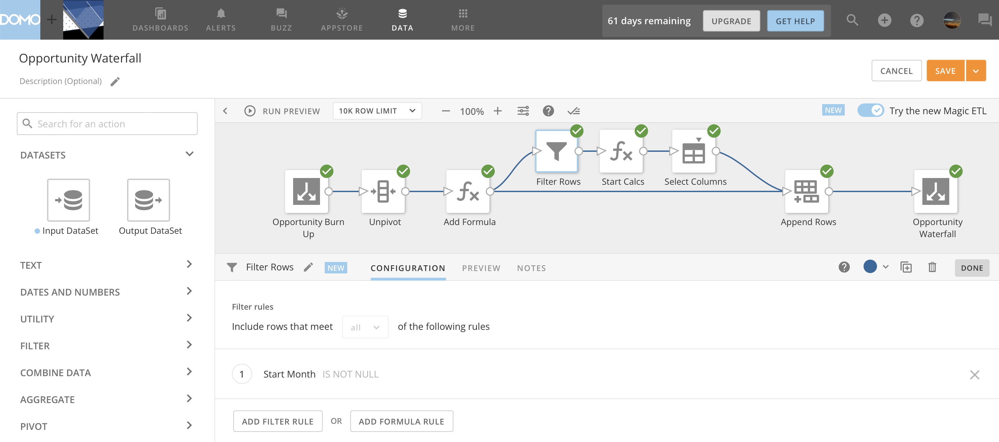 DOMO
DASHBOARDS
ALERTS
BUZZ
APPSTORE
DATA
MORE
61 days remaining
UPGRADE
GET HELP
Opportunity Waterfall
Description (Optional)
CANCEL
SAVE
Search for an action
DATASETS
Input DataSet
Output DataSet
TEXT
DATES AND NUMBERS
UTILITY
FILTER
COMBINE DATA
AGGREGATE
PIVOT
RUN PREVIEW
10K ROW LIMIT
100%
NEW
Try the new Magic ETL
Filter Rows
Start Calcs
Select Columns
Opportunity Burn
Up
Unpivot
Add Formula
Append Rows
Opportunity
Waterfall
Filter Rows
NEW
CONFIGURATION
PREVIEW
NOTES
DONE
Filter rules
Include rows that meet
all
of the following rules
1
Start Month IS NOT NULL
ADD FILTER RULE
OR
ADD FORMULA RULE